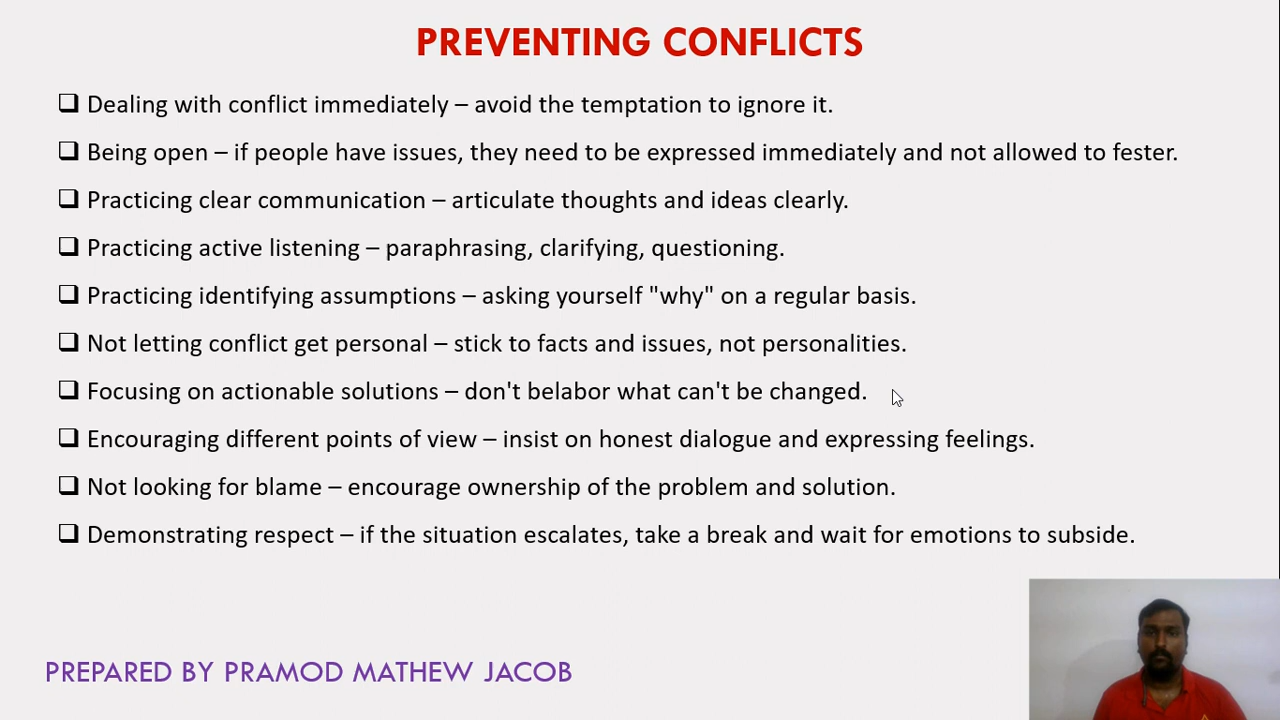 PREVENTING CONFLICTS
❑ Dealing with conflict immediately – avoid the temptation to ignore it.
❑ Being open – if people have issues, they need to be expressed immediately and not allowed to fester.
❑ Practicing clear communication – articulate thoughts and ideas clearly.
❑ Practicing active listening – paraphrasing, clarifying, questioning.
❑ Practicing identifying assumptions – asking yourself "why" on a regular basis.
❑ Not letting conflict get personal – stick to facts and issues, not personalities.
❑ Focusing on actionable solutions – don't belabor what can't be changed.
❑ Encouraging different points of view – insist on honest dialogue and expressing feelings.
❑ Not looking for blame – encourage ownership of the problem and solution.
❑ Demonstrating respect – if the situation escalates, take a break and wait for emotions to subside.
PREPARED BY PRAMOD MATHEW JACOB